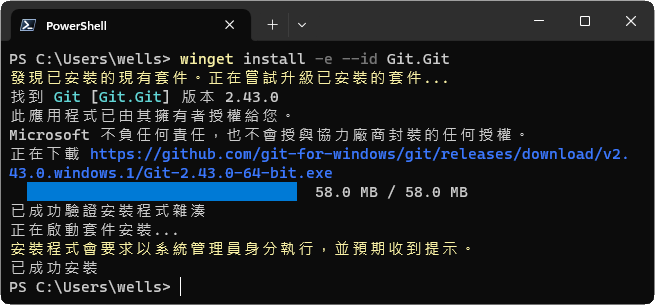 PowerShell
PS C:\Users\wells> winget install -e --id Git.Git
發現已安裝的現有套件。正在嘗試升級已安裝的套件...
找到 Git [Git.Git] 版本 2.43.0
此應用程式已由其擁有者授權給您。
Microsoft 不負任何責任，也不會授與協力廠商封裝的任何授權。
正在下載 https://github.com/git-for-windows/git/releases/download/v2.
43.0.windows.1/Git-2.43.0-64-bit.exe
58.0 MB / 58.0 MB
已成功驗證安裝程式雜湊
正在啟動套件安裝...
安裝程式會要求以系統管理員身分執行，並預期收到提示。
已成功安裝
PS C:\Users\wells>